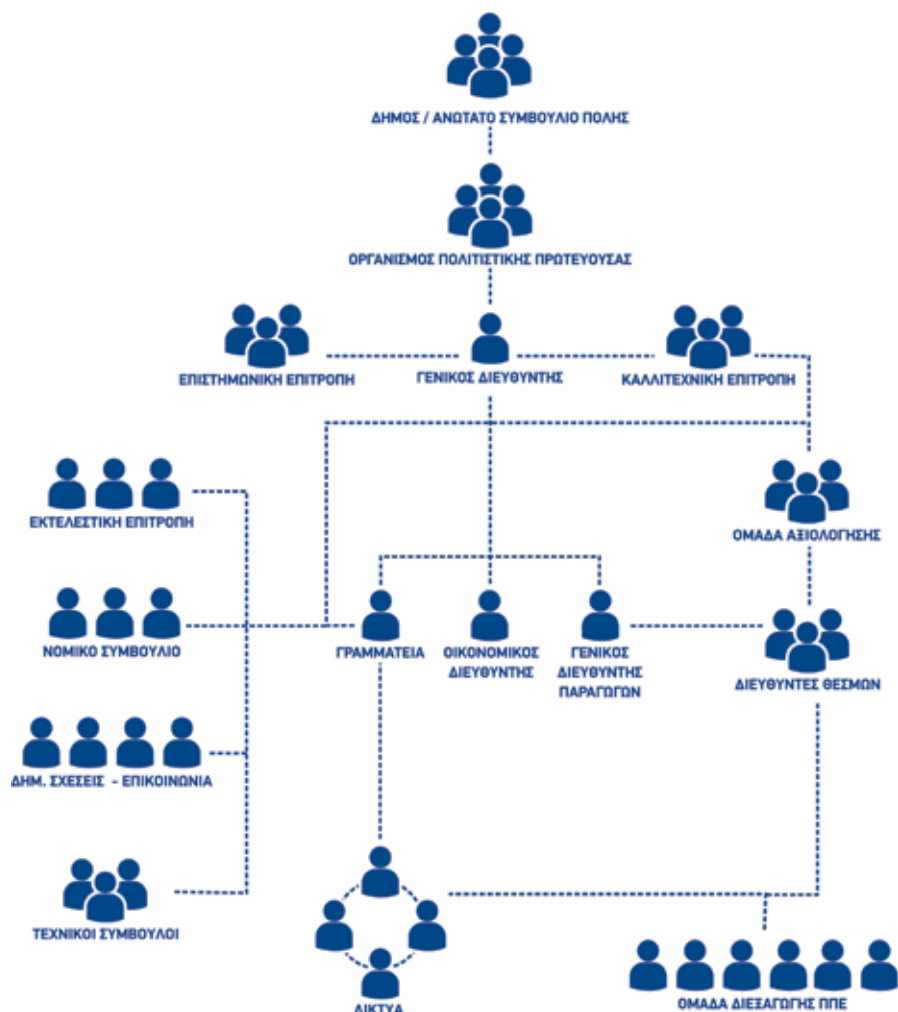 ΔΗΜΟΣ / ΑΝΩΤΑΤΟ ΣΥΜΒΟΥΛΙΟ ΠΟΛΗΣ
ΟΡΓΑΝΙΣΜΟΣ ΠΟΛΙΤΙΣΤΙΚΗΣ ΠΡΩΤΕΥΟΥΣΑΣ
ΕΠΙΣΤΗΜΩΝΙΚΗ ΕΠΙΤΡΟΠΗ
ΓΕΝΙΚΟΣ ΔΙΕΥΘΥΝΤΗΣ
ΚΑΛΛΙΤΕΧΝΙΚΗ ΕΠΙΤΡΟΠΗ
ΕΚΤΕΛΕΣΤΙΚΗ ΕΠΙΤΡΟΠΗ
ΟΜΑΔΑ ΑΞΙΟΛΟΓΗΣΗΣ
ΝΟΜΙΚΟ ΣΥΜΒΟΥΛΙΟ
ΓΡΑΜΜΑΤΕΙΑ
ΟΙΚΟΝΟΜΙΚΟΣ
ΔΙΕΥΘΥΝΤΗΣ
ΓΕΝΙΚΟΣ
ΔΙΕΥΘΥΝΤΗΣ
ΠΑΡΑΓΩΓΩΝ
ΔΙΕΥΘΥΝΤΕΣ ΘΕΣΜΩΝ
ΔΗΜ. ΣΧΕΣΕΙΣ - ΕΠΙΚΟΙΝΩΝΙΑ
ΤΕΧΝΙΚΟΙ ΣΥΜΒΟΥΛΟΙ
ΔΙΚΤΥΑ
ΟΜΑΔΑ ΔΙΕΞΑΓΩΓΗΣ ΠΠΕ